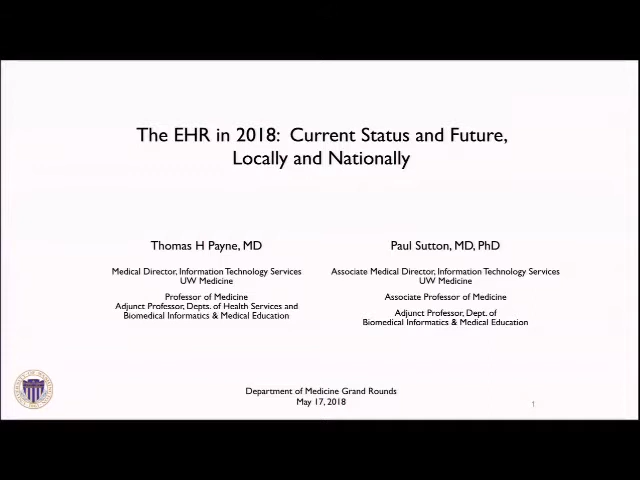 The EHR in 2018: Current Status and Future,
Locally and Nationally
Thomas H Payne, MD
Medical Director, Information Technology Services
UW Medicine
Professor of Medicine
Adjunct Professor, Depts. of Health Services and
Biomedical Informatics & Medical Education
Paul Sutton, MD, PhD
Associate Medical Director, Information Technology Services
UW Medicine
Associate Professor of Medicine
Adjunct Professor, Dept. of
Biomedical Informatics & Medical Education
Department of Medicine Grand Rounds
May 17, 2018
1